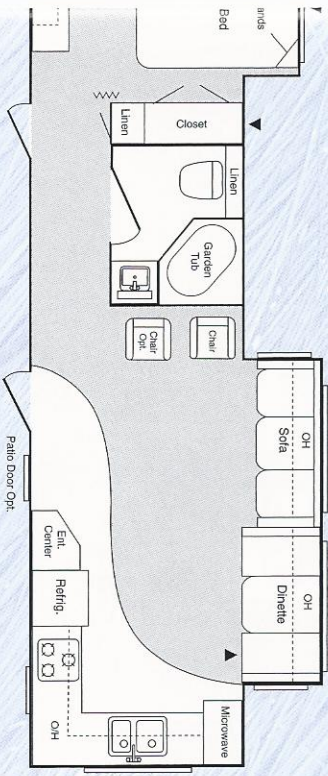 Bed
ands
Linen
Closet
Linen
Garden
Tub
Chair
Opt.
Chair
OH
Sofa
OH
Dinette
Patio Door Opt.
Ent.
Center
Refrig.
O/H
Microwave